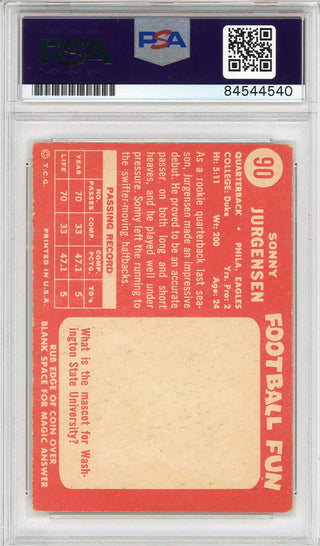 PSA
PSA
84544540
90
SONNY
JURGENSEN
FOOTBALL FUN
QUARTERBACK • PHILA. EAGLES
COLLEGE: Duke Yrs. Pro: 2
Ht: 5:11 Wt: 200 Age: 24
As a rookie quarterback last sea-
son, Jurgensen made an impressive
debut. He proved to be an accurate
passer on both long and short
heaves, and he played well under
pressure. Sonny left the running to
the swifter-moving halfbacks.
PASSING RECORD
PASSES COMP. COMP. PCTG. TD's
YEAR 70 33 47.1 5
LIFE 70 33 47.1 5
© T.C.G. PRINTED IN U.S.A.
What is the mascot for Wash-
ington State University?
RUB EDGE OF COIN OVER
BLANK SPACE FOR MAGIC ANSWER